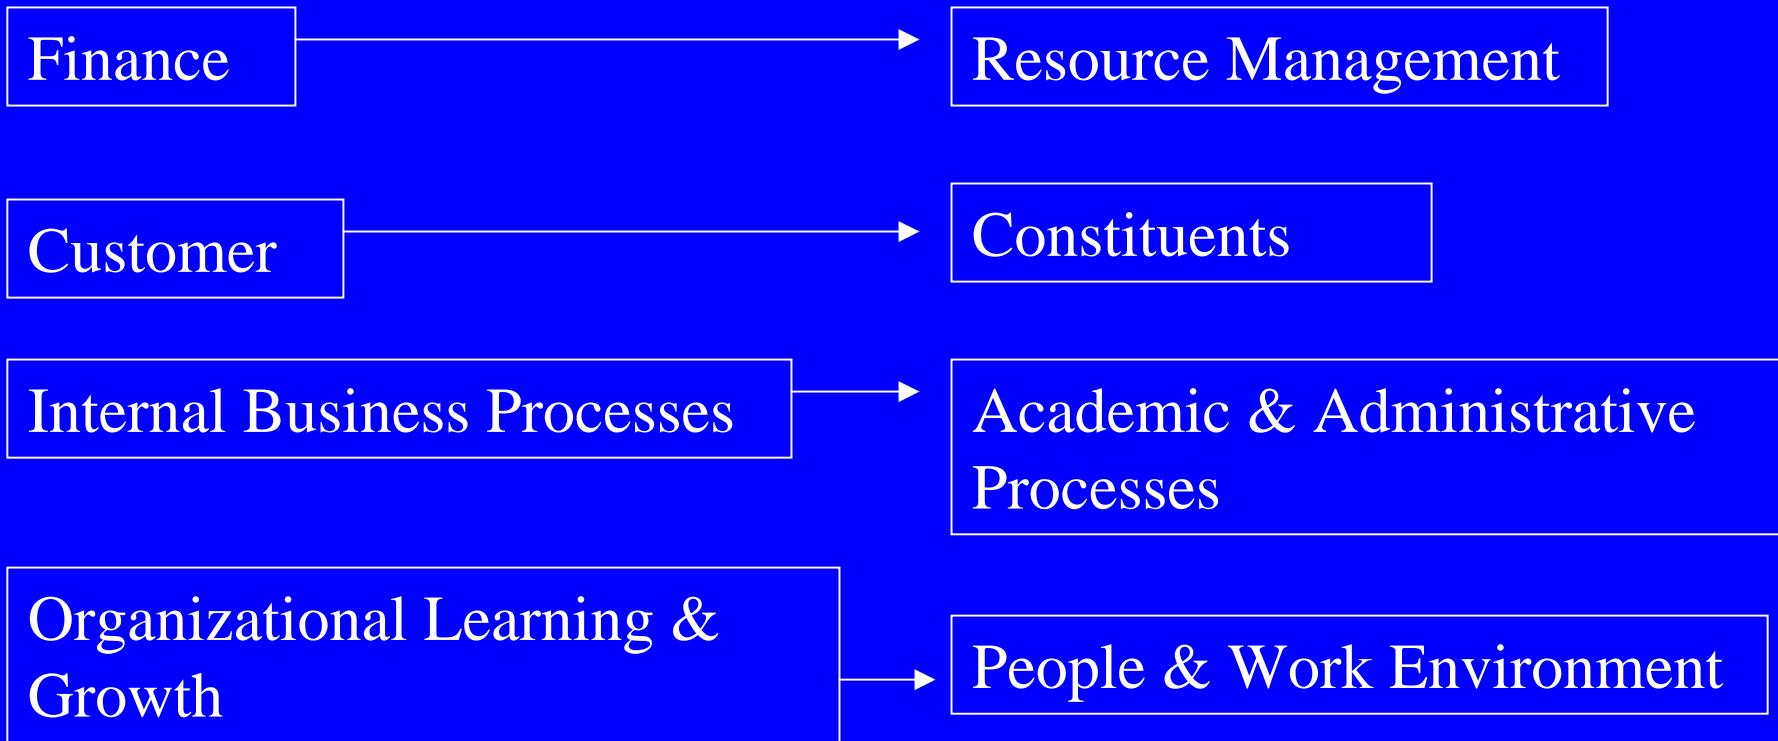 Finance
Resource Management
Customer
Constituents
Internal Business Processes
Academic & Administrative
Processes
Organizational Learning &
Growth
People & Work Environment